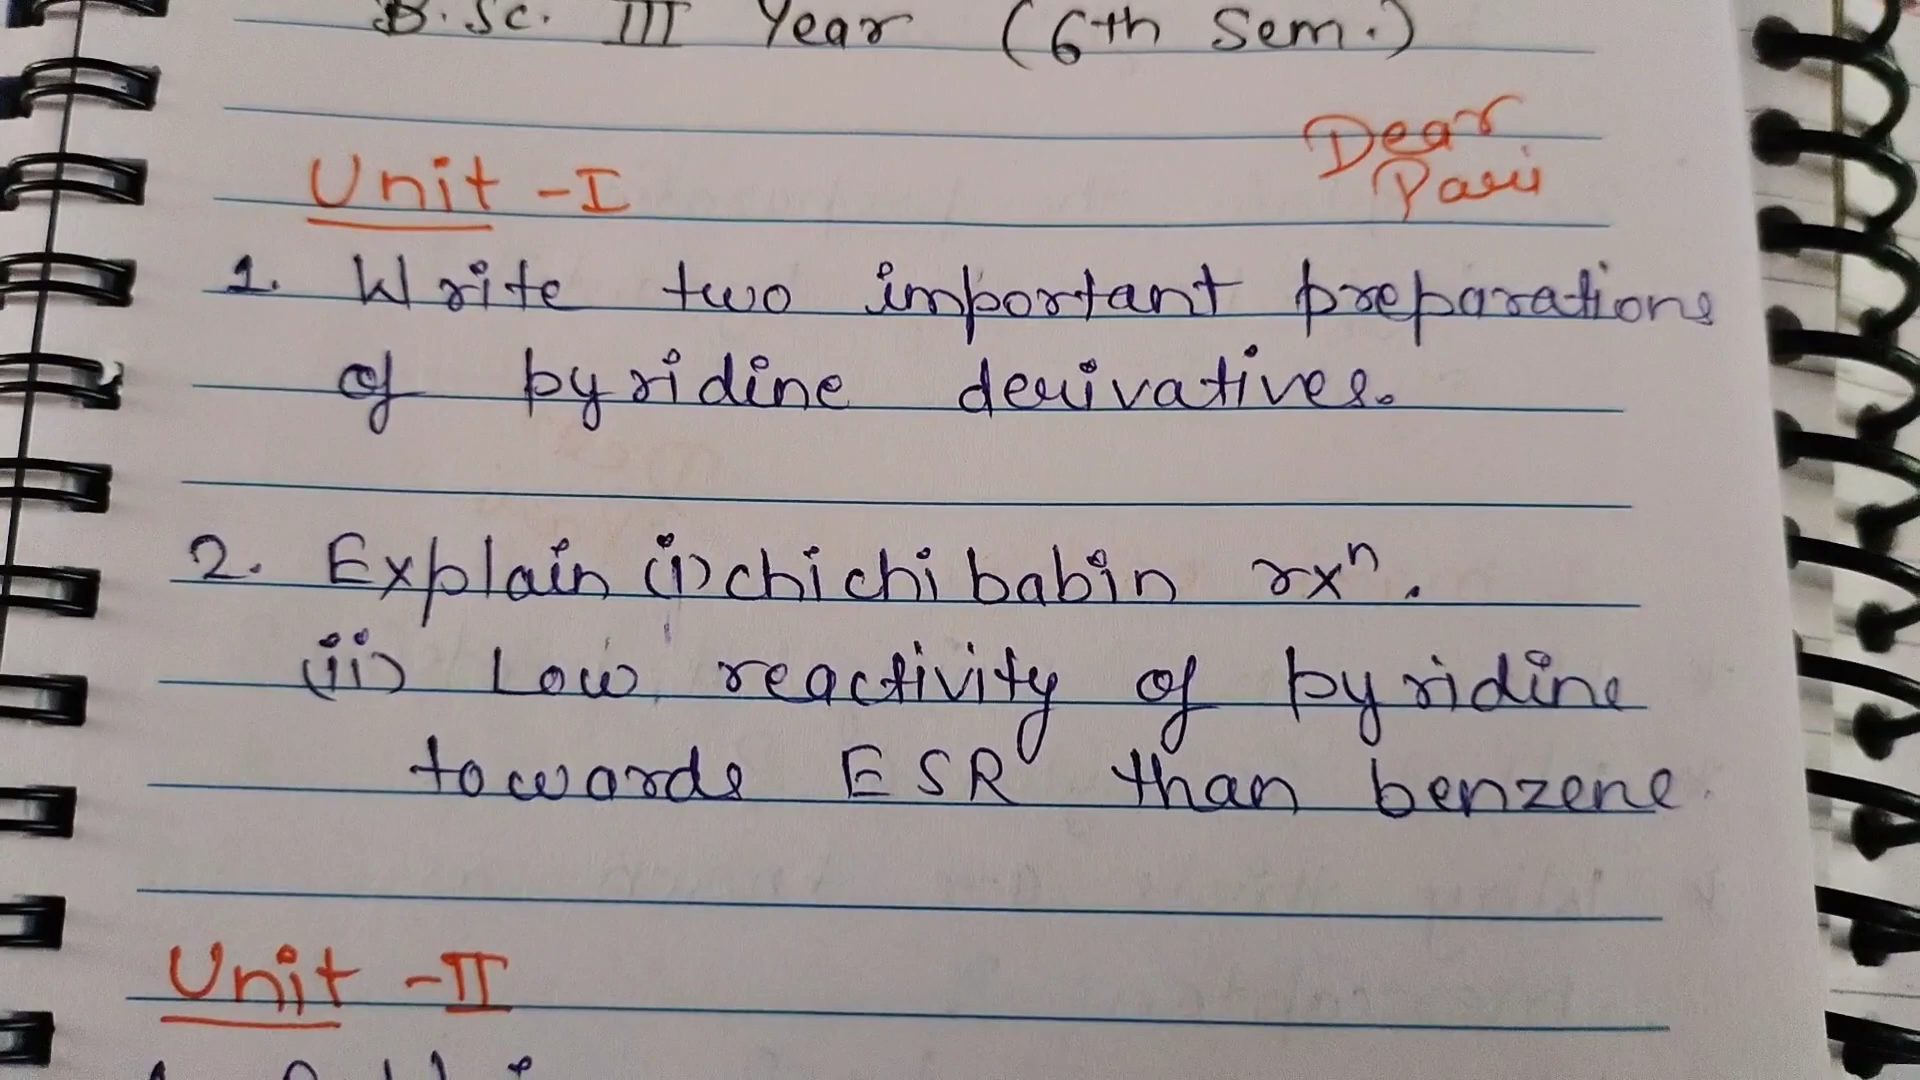 B.Sc. III Year (6th Sem.)
Dear
Unit -I
1. Write two important preparations
of pyridine derivatives.
2. Explain (i) chichibabin rxⁿ.
(ii) Low reactivity of pyridine
towards ESR than benzene
Unit -II